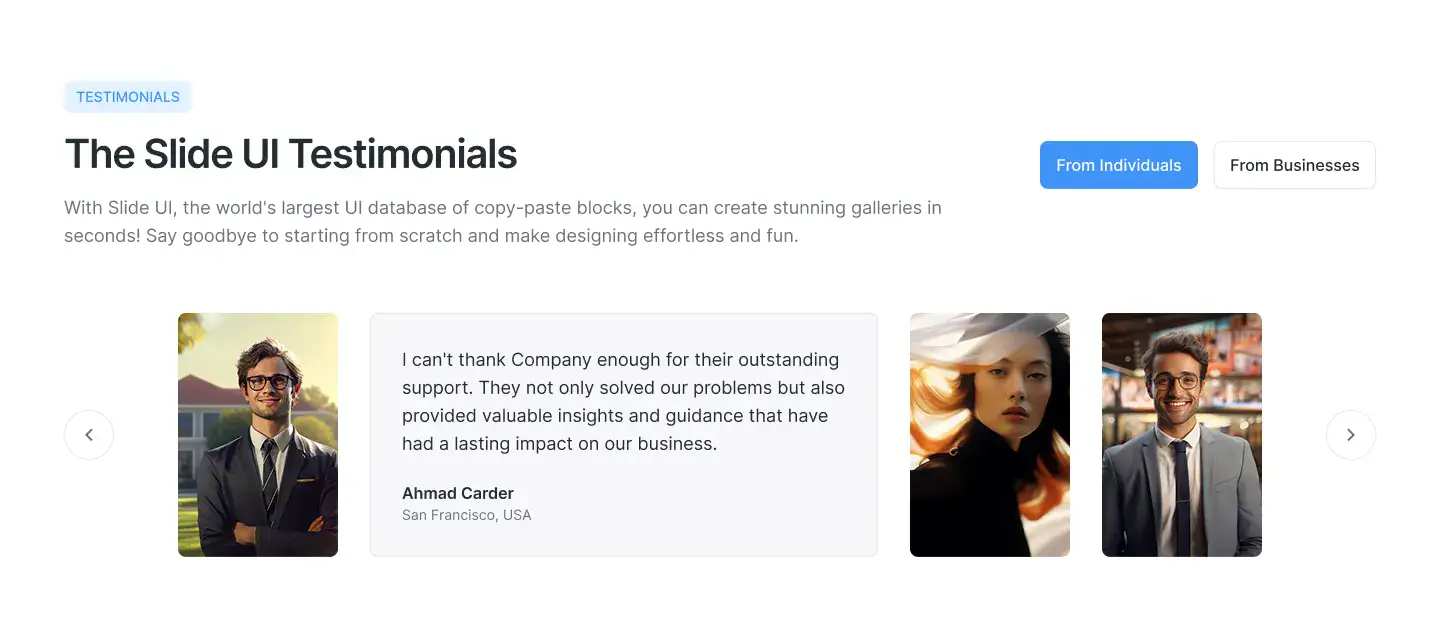 TESTIMONIALS
The Slide UI Testimonials
From Individuals
From Businesses
With Slide UI, the world's largest UI database of copy-paste blocks, you can create stunning galleries in
seconds! Say goodbye to starting from scratch and make designing effortless and fun.
I can't thank Company enough for their outstanding
support. They not only solved our problems but also
provided valuable insights and guidance that have
had a lasting impact on our business.
Ahmad Carder
San Francisco, USA